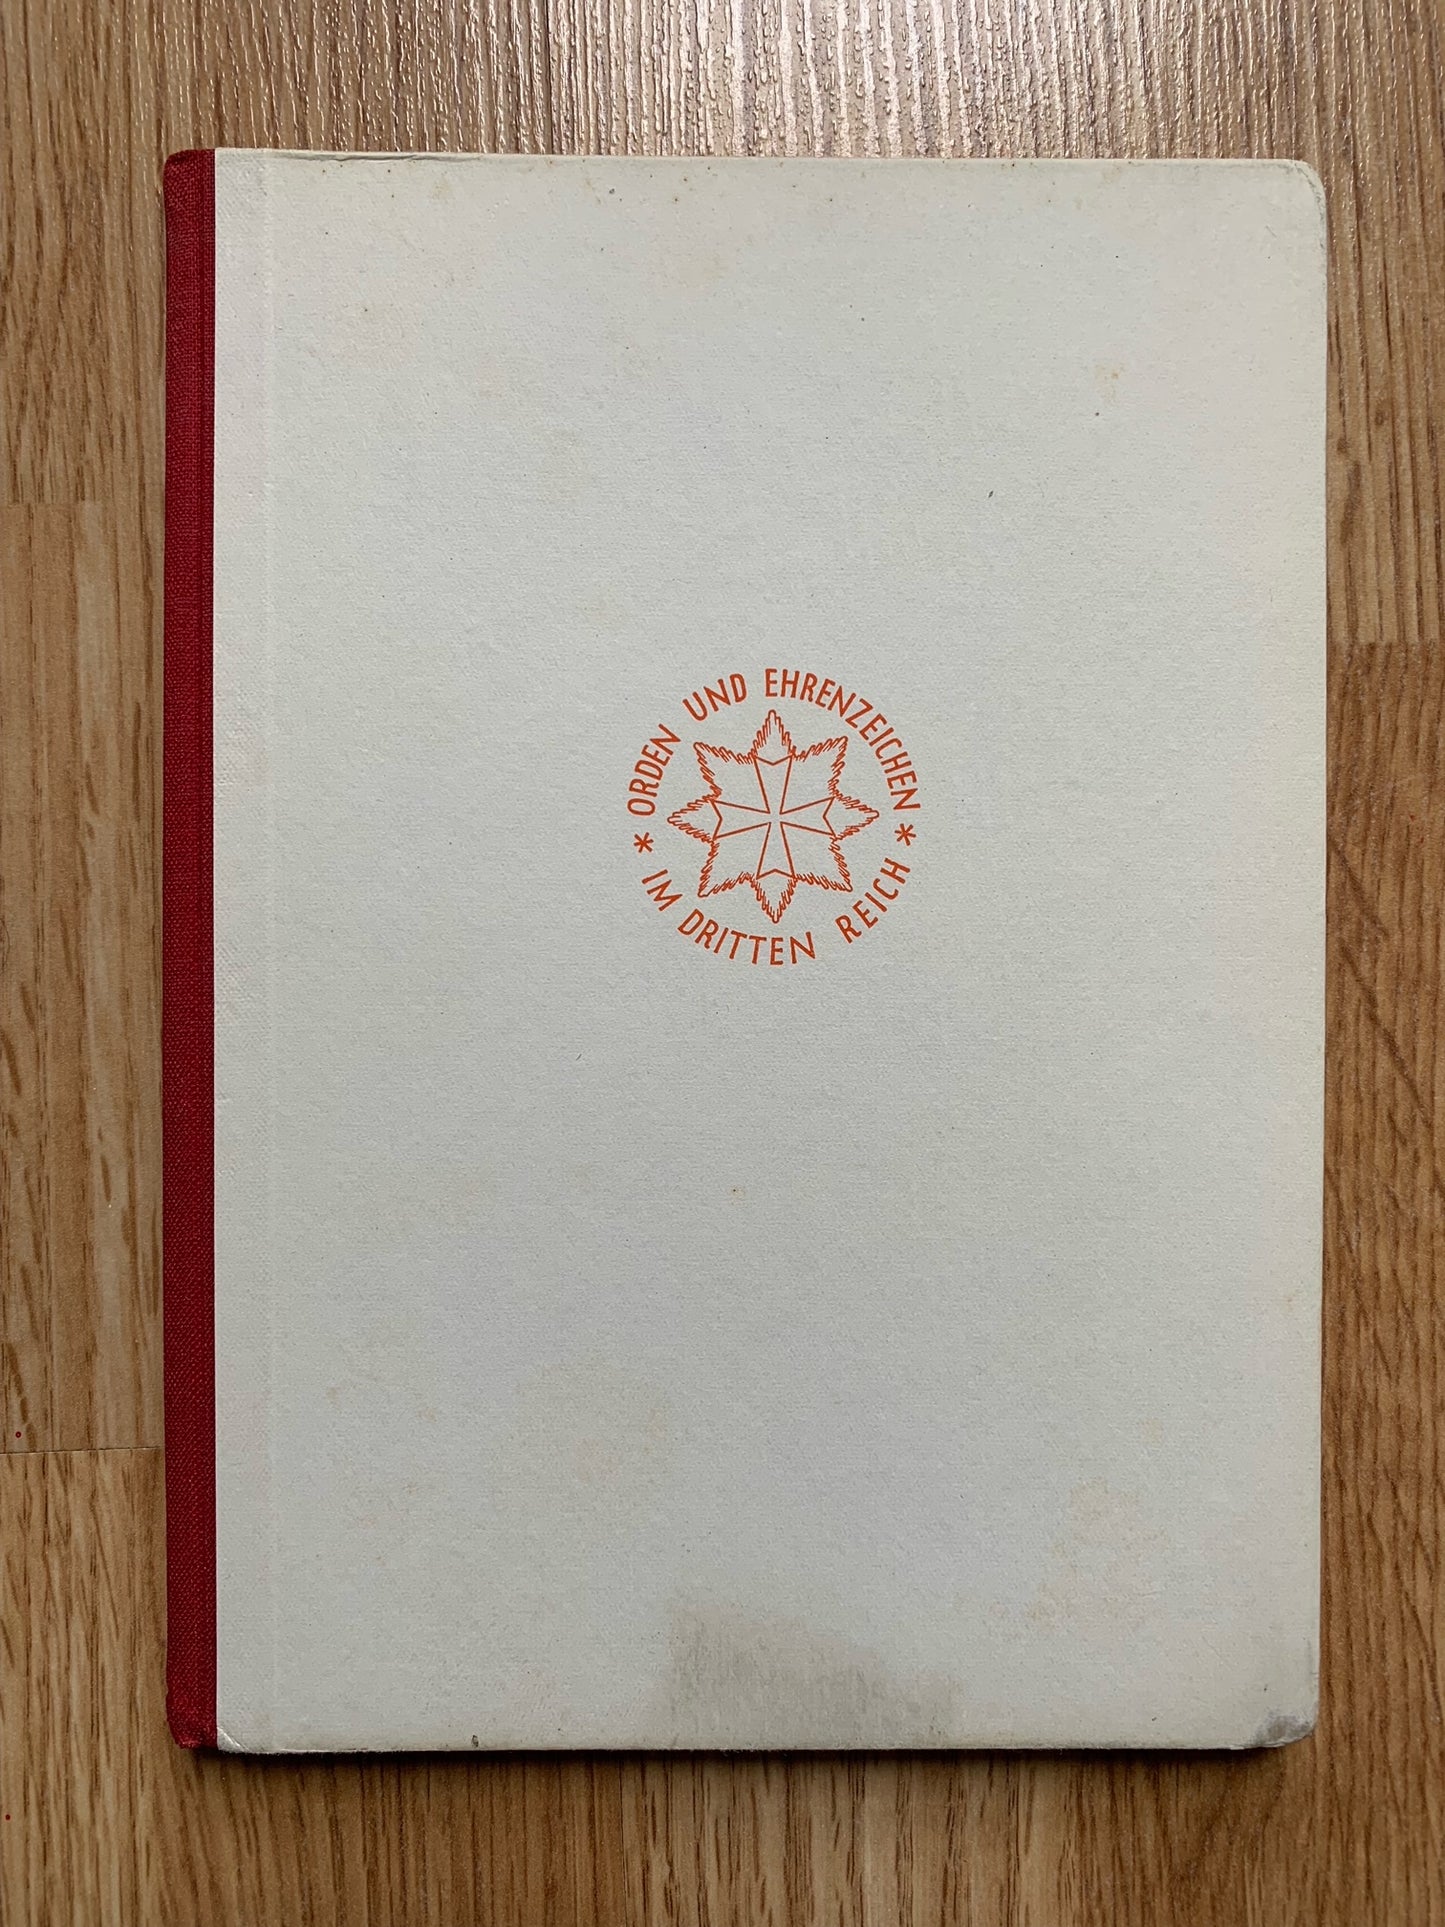 ORDEN UND EHRENZEICHEN
* IM DRITTEN REICH *